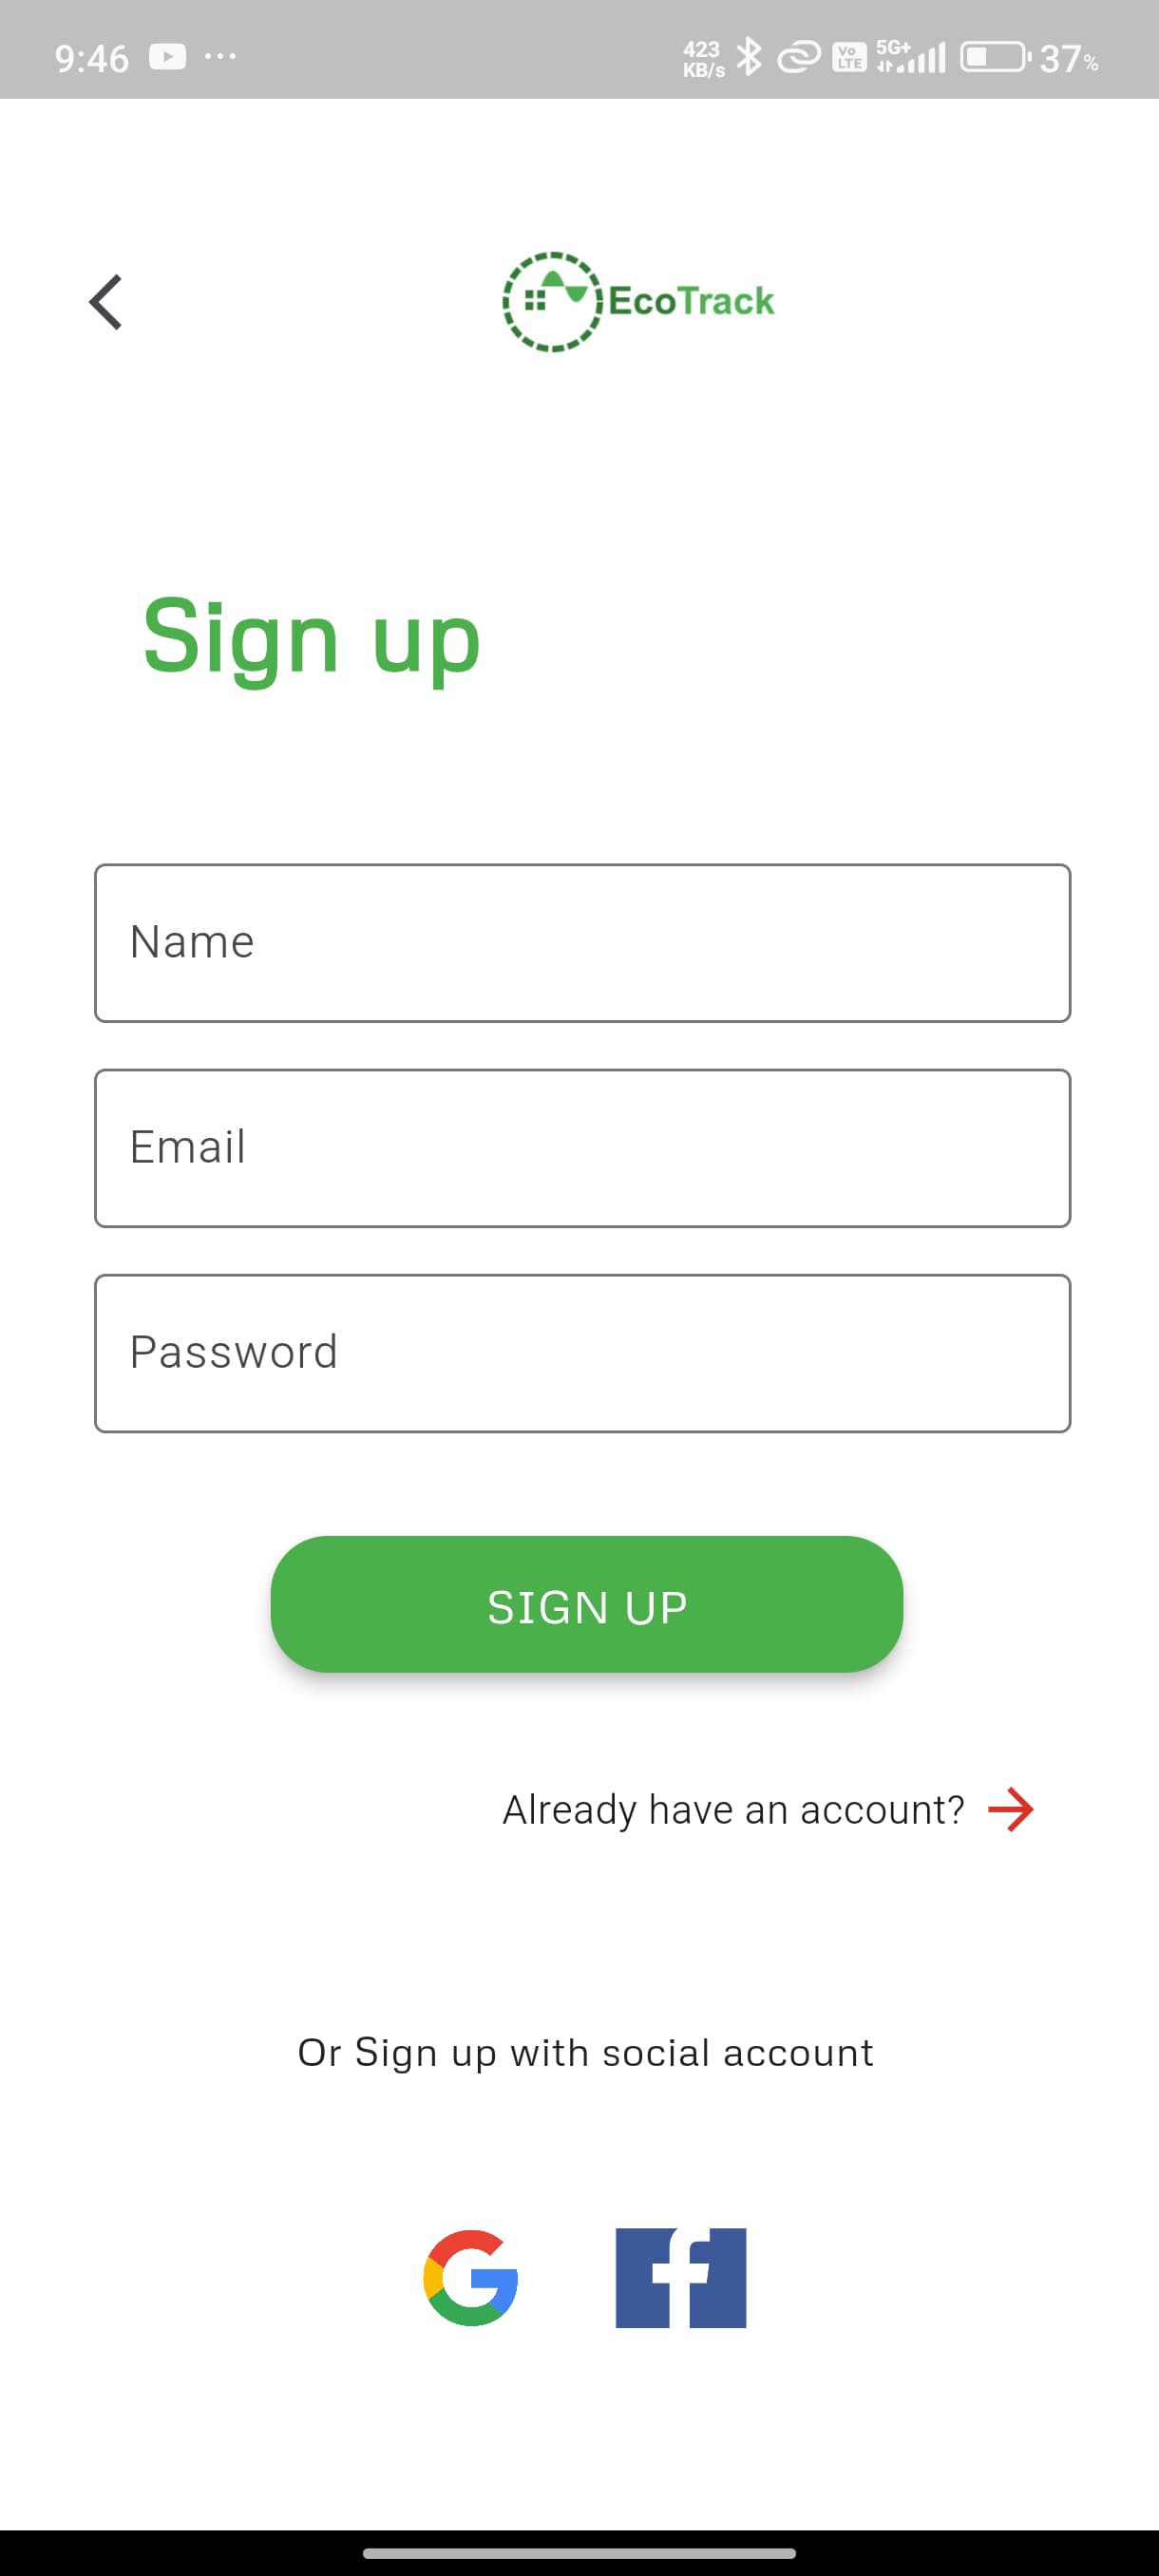 9:46 423 KB/s Vo LTE 5G+ 37%
EcoTrack
Sign up
Name
Email
Password
SIGN UP
Already have an account?
Or Sign up with social account